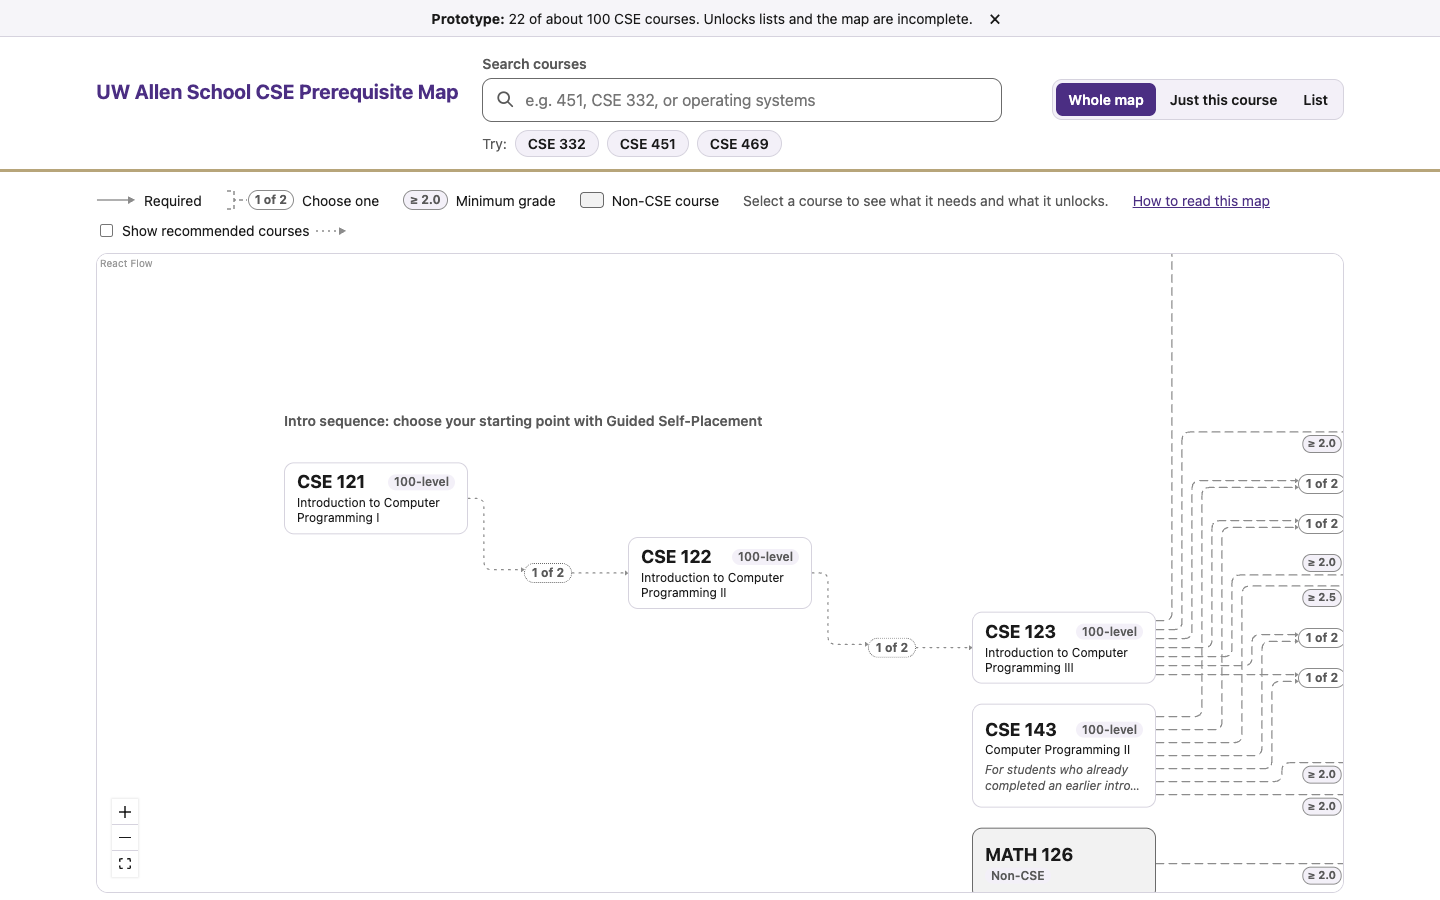 Prototype: 22 of about 100 CSE courses. Unlocks lists and the map are incomplete. ✕
UW Allen School CSE Prerequisite Map
Search courses
e.g. 451, CSE 332, or operating systems
Try: CSE 332 CSE 451 CSE 469
Whole map Just this course List
Required 1 of 2 Choose one ≥ 2.0 Minimum grade Non-CSE course Select a course to see what it needs and what it unlocks. How to read this map
Show recommended courses
React Flow
Intro sequence: choose your starting point with Guided Self-Placement
CSE 121 100-level
Introduction to Computer
Programming I
1 of 2
CSE 122 100-level
Introduction to Computer
Programming II
1 of 2
CSE 123 100-level
Introduction to Computer
Programming III
CSE 143 100-level
Computer Programming II
For students who already
completed an earlier intro...
MATH 126
Non-CSE
≥ 2.0
1 of 2
1 of 2
≥ 2.0
≥ 2.5
1 of 2
1 of 2
≥ 2.0
≥ 2.0
≥ 2.0